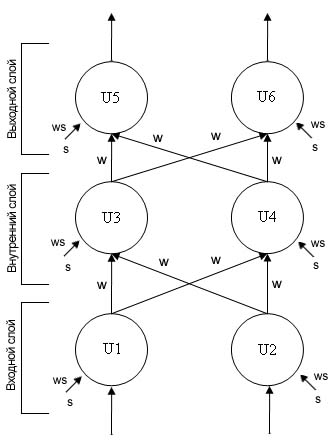 Выходной слой
U5
U6
ws
s
ws
s
w
w
w
w
Внутренний слой
U3
U4
ws
s
ws
s
w
w
w
w
Входной слой
U1
U2
ws
s
ws
s